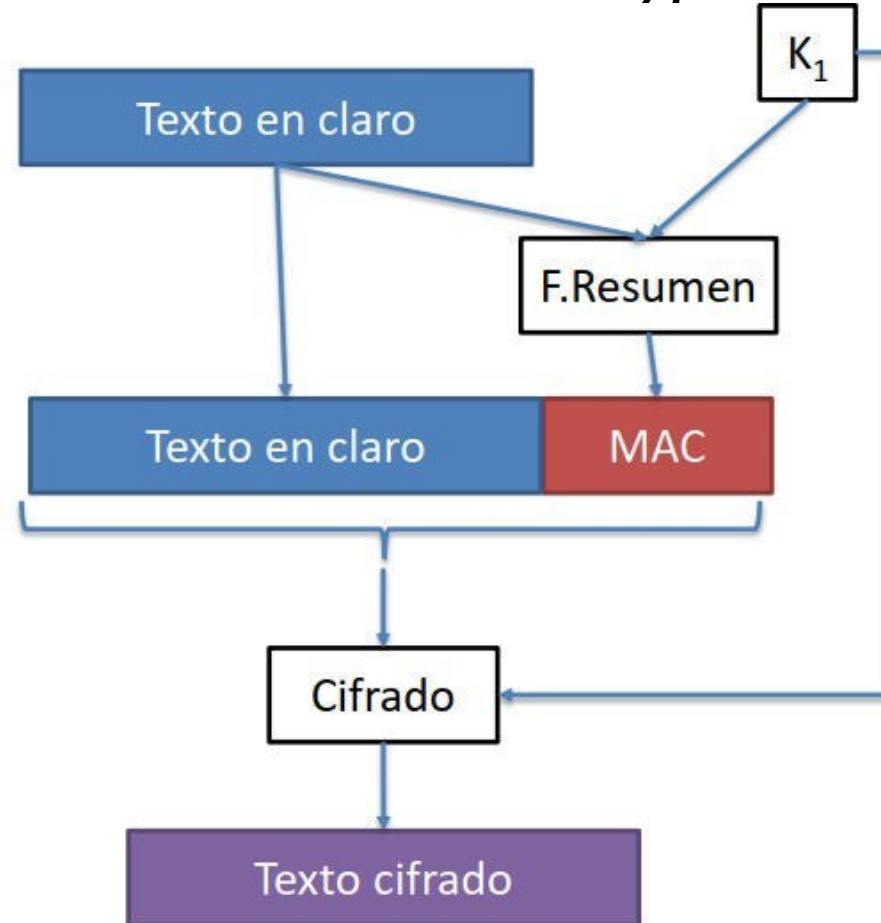 K₁
Texto en claro
F.Resumen
Texto en claro MAC
Cifrado
Texto cifrado